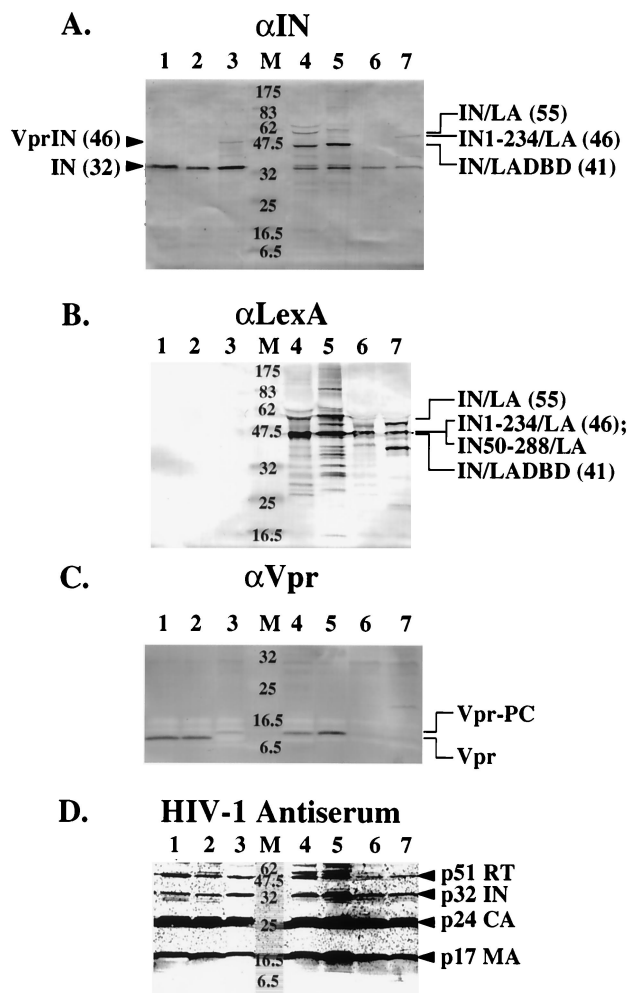 A.
αIN
1 2 3 M 4 5 6 7
175
83
62
47.5
32
25
16.5
6.5
VprIN (46)
IN (32)
IN/LA (55)
IN1-234/LA (46)
IN/LADBD (41)
B.
αLexA
1 2 3 M 4 5 6 7
175
83
62
47.5
32
25
16.5
IN/LA (55)
IN1-234/LA (46);
IN50-288/LA
IN/LADBD (41)
C.
αVpr
1 2 3 M 4 5 6 7
32
25
16.5
6.5
Vpr-PC
Vpr
D.
HIV-1 Antiserum
1 2 3 M 4 5 6 7
62
47.5
32
25
16.5
6.5
p51 RT
p32 IN
p24 CA
p17 MA